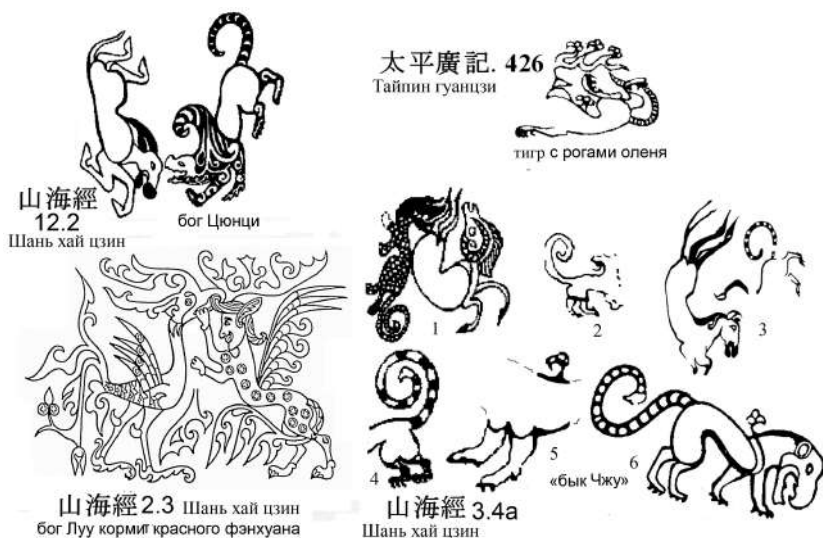 太平廣記. 426
Тайпин гуанцзи
тигр с рогами оленя
山海經
12.2
Шань хай цзин
бог Цюнци
1
2
3
4
5
6
«бык Чжу»
山海經 2.3 Шань хай цзин
бог Луу кормит красного фэнхуана
山海經 3.4a
Шань хай цзин